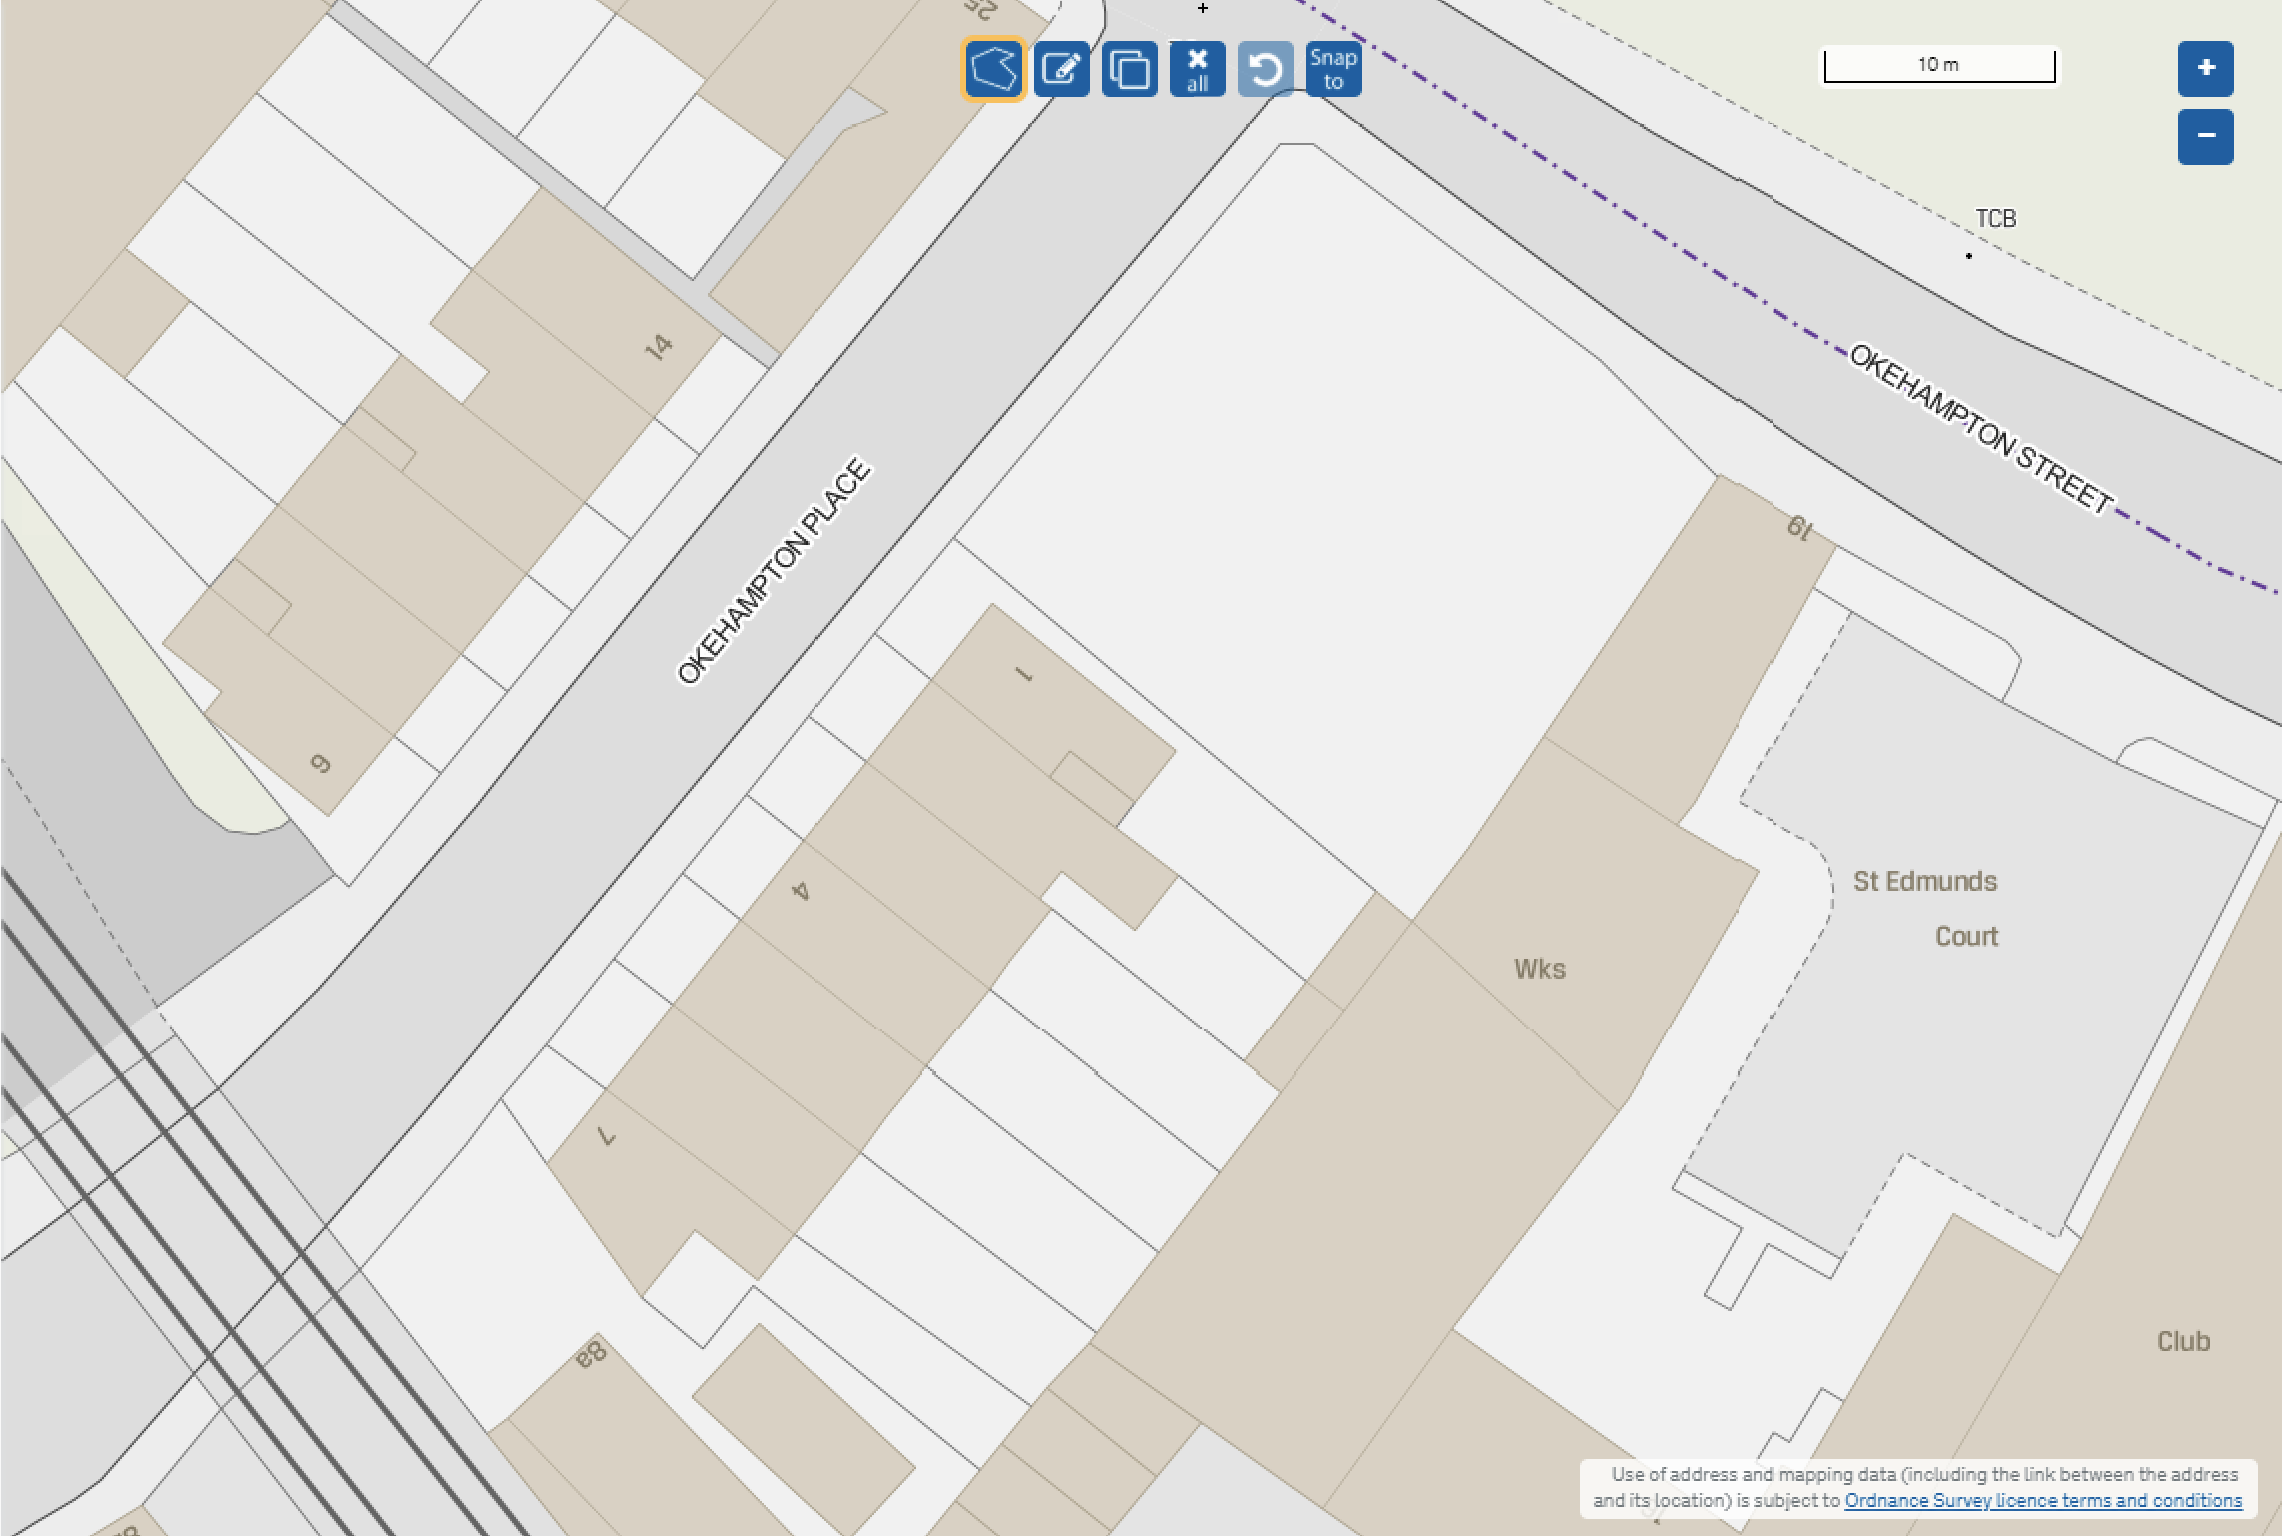 25
all
Snap
to
10 m
+
−
TCB
14
OKEHAMPTON STREET
19
OKEHAMPTON PLACE
1
9
4
St Edmunds
Court
Wks
7
8a
Club
Use of address and mapping data (including the link between the address
and its location) is subject to Ordnance Survey licence terms and conditions